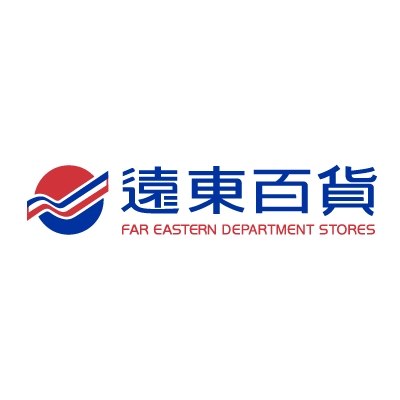 遠東百貨
FAR EASTERN DEPARTMENT STORES